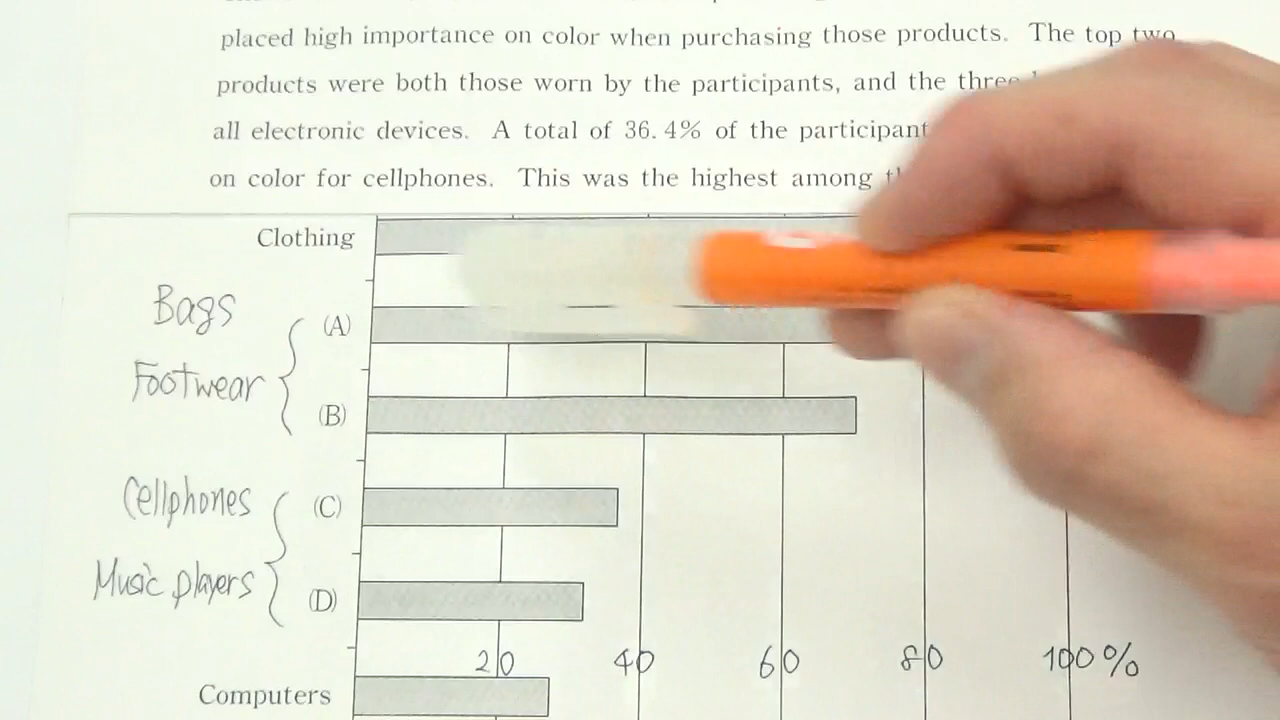 placed high importance on color when purchasing those products. The top two
products were both those worn by the participants, and the three
all electronic devices. A total of 36.4% of the participant
on color for cellphones. This was the highest among
Clothing
Bags
(A)
Footwear
(B)
Cellphones
(C)
Music players
(D)
20 40 60 80 100%
Computers